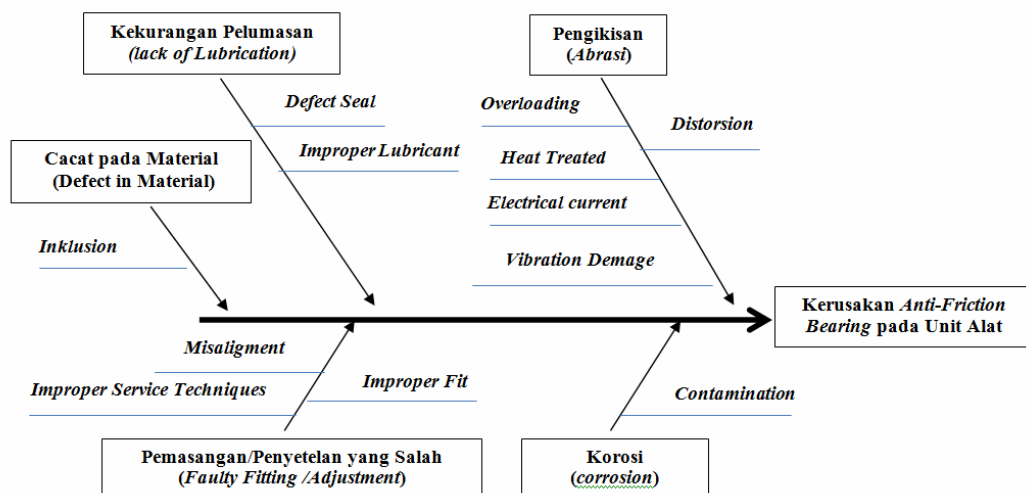 Kekurangan Pelumasan
(lack of Lubrication)
Pengikisan
(Abrasi)
Defect Seal
Overloading
Distorsion
Improper Lubricant
Cacat pada Material
(Defect in Material)
Heat Treated
Electrical current
Inklusion
Vibration Demage
Kerusakan Anti-Friction
Bearing pada Unit Alat
Misaligment
Improper Service Techniques
Improper Fit
Contamination
Pemasangan/Penyetelan yang Salah
(Faulty Fitting /Adjustment)
Korosi
(corrosion)